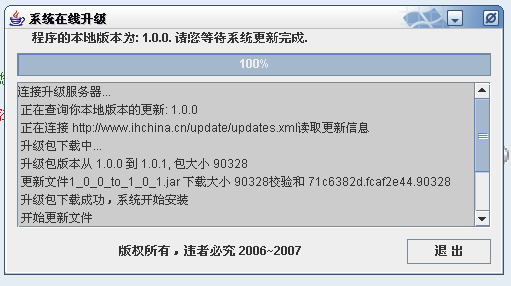 系统在线升级
程序的本地版本为: 1.0.0. 请您等待系统更新完成.
100%
连接升级服务器...
正在查询你本地版本的更新: 1.0.0
正在连接 http://www.ihchina.cn/update/updates.xml读取更新信息
升级包下载中...
升级包版本从 1.0.0 到 1.0.1, 包大小 90328
更新文件1_0_0_to_1_0_1.jar 下载大小 90328校验和 71c6382d.fcaf2e44.90328
升级包下载成功，系统开始安装
开始更新文件
版权所有，违者必究 2006~2007
退 出